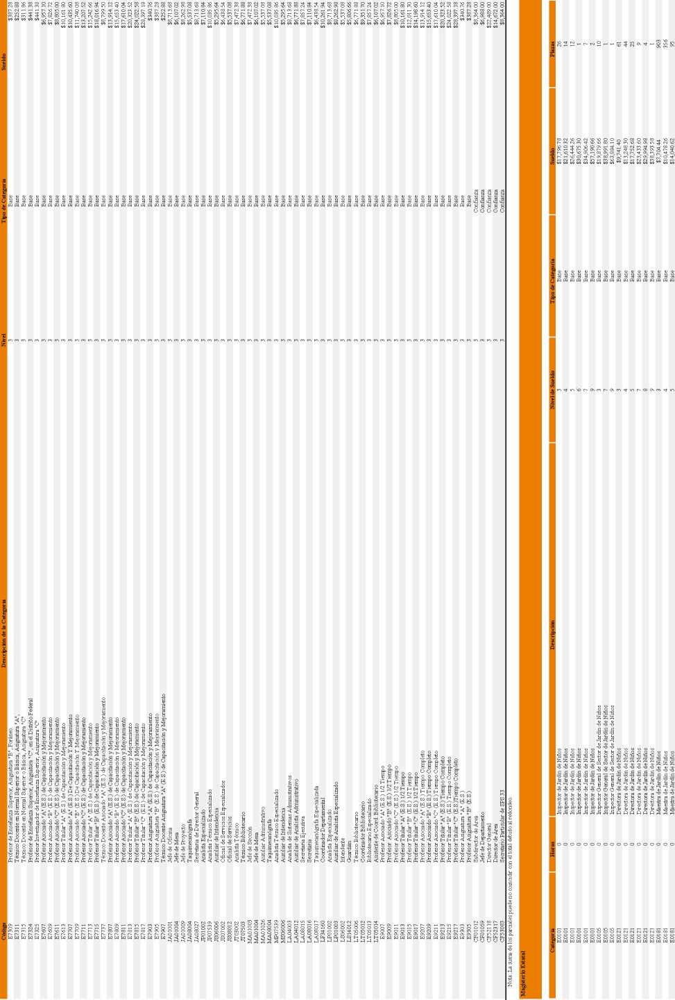 Código Descripción de la Categoría Nivel Tipo de Categoría Sueldo
E7309 Profesor de Enseñanza Superior, Asignatura "B", Foráneo. 3 Base $387.28
E7311 Técnico Docente en Normal Superior o Básica, Asignatura "A", 3 Base $252.88
E7315 Técnico Docente en Normal Superior o Básica, Asignatura "C" 3 Base $311.86
E7324 Profesor de Enseñanza Superior, Asignatura "C", en el Distrito Federal 3 Base $441.38
E7325 Profesor Investigador de Enseñanza Superior, Asignatura "C" 3 Base $441.38
E7607 Profesor Asociado "A" (E.S.) de Capacitación y Mejoramiento 3 Base $6,957.10
E7609 Profesor Asociado "B" (E.S.) de Capacitación y Mejoramiento 3 Base $7,826.72
E7611 Profesor Asociado "C" (E.S.) de Capacitación y Mejoramiento 3 Base $8,805.00
E7613 Profesor Titular "A" (E.S.) de Capacitación y Mejoramiento 3 Base $10,161.80
E7707 Profesor Asociado "A" (E.S.) De Capacitación Y Mejoramiento 3 Base $10,435.60
E7709 Profesor Asociado "B" (E.S.) De Capacitación Y Mejoramiento 3 Base $11,740.08
E7711 Profesor Asociado "C" (E.S.) de Capacitación y Mejoramiento 3 Base $13,207.52
E7713 Profesor Titular "A" (E.S.) de Capacitación y Mejoramiento 3 Base $15,242.56
E7715 Profesor Titular "B" (E.S.) de Capacitación y Mejoramiento 3 Base $18,016.94
E7737 Técnico Docente Asociado "A" (E.S.) de Capacitación y Mejoramiento 3 Base $8,799.50
E7807 Profesor Asociado "A" (E.S.) de Capacitación y Mejoramiento 3 Base $13,914.12
E7809 Profesor Asociado "B" (E.S.) de Capacitación y Mejoramiento 3 Base $15,653.40
E7811 Profesor Asociado "C" (E.S.) de Capacitación y Mejoramiento 3 Base $17,610.04
E7813 Profesor Titular "A" (E.S.) de Capacitación y Mejoramiento 3 Base $20,323.52
E7815 Profesor Titular "B" (E.S.) de Capacitación y Mejoramiento 3 Base $24,022.58
E7817 Profesor Titular "C" (E.S.) de Capacitación y Mejoramiento 3 Base $28,397.18
E7903 Profesor Asignatura "A" (E.S.) de Capacitación y Mejoramiento 3 Base $340.76
E7905 Profesor Asignatura "B" (E.S.) de Capacitación y Mejoramiento 3 Base $387.28
E7907 Técnico Docente Asignatura "A" (E.S.) de Capacitación y Mejoramiento 3 Base $252.88
JA01001 Jefe de Oficina 3 Base $8,713.68
JA01004 Jefe de Mesa 3 Base $6,107.02
JA01009 Jefe de Proyecto 3 Base $8,262.98
JA08004 Taquimecanógrafa 3 Base $5,537.08
JA08027 Secretaria de Director General 3 Base $8,713.98
JP01002 Analista Especializado 3 Base $7,110.84
JP07539 Analista Técnico Especializado 3 Base $10,035.86
JS06006 Auxiliar de Intendencia 3 Base $5,295.64
JS07002 Oficial de Servicios Especializados 3 Base $6,438.54
JS08012 Oficial de Servicios 3 Base $5,537.08
JT03002 Analista Técnico 3 Base $7,472.38
JT07503 Técnico Bibliotecario 3 Base $6,771.88
MA01003 Jefe de Sección 3 Base $7,472.38
MA01004 Jefe de Mesa 3 Base $6,107.02
MA01026 Auxiliar Administrativo 3 Base $5,537.08
MA08004 Taquimecanógrafa 3 Base $5,537.08
MP07539 Analista Técnico Especializado 3 Base $10,035.86
MS06006 Auxiliar de Intendencia 3 Base $5,295.64
LA04003 Analista de Sistemas Administrativos 3 Base $8,713.98
LA04012 Auxiliar de Analista Administrativo 3 Base $6,771.88
LA08015 Secretaria Ejecutiva 3 Base $7,857.24
LA08016 Secretaria 3 Base $7,110.84
LA08017 Taquimecanógrafa Especializada 3 Base $6,438.54
LF34160 Coordinador Departamental 3 Base $10,261.94
LP01002 Analista Especializado 3 Base $8,713.98
LP01003 Auxiliar de Analista Especializado 3 Base $8,262.98
LS06002 Intendente 3 Base $5,537.08
LS14012 Guardián 3 Base $5,806.66
LT05006 Técnico Bibliotecario 3 Base $6,771.88
LT05012 Coordinador Bibliotecario 3 Base
LT05013 Bibliotecario Especializado 3 Base $7,857.24
LT05014 Asistente de Coord. Bibliotecario 3 Base $6,107.02
E9007 Profesor Asociado "A" (E.S.) 1/2 Tiempo 3 Base $6,957.10
E9009 Profesor Asociado "B" (E.S.) 1/2 Tiempo 3 Base $7,826.72
E9011 Profesor Asociado "C" (E.S.) 1/2 Tiempo 3 Base $8,805.00
E9013 Profesor Titular "A" (E.S.) 1/2 Tiempo 3 Base $10,161.80
E9015 Profesor Titular "B" (E.S.) 1/2 Tiempo 3 Base $12,011.30
E9017 Profesor Titular "C" (E.S.) 1/2 Tiempo 3 Base $14,198.60
E9207 Profesor Asociado "A" (E.S.) Tiempo Completo 3 Base $13,914.12
E9209 Profesor Asociado "B" (E.S.) Tiempo Completo 3 Base $15,653.40
E9211 Profesor Asociado "C" (E.S.) Tiempo Completo 3 Base $17,610.04
E9213 Profesor Titular "A" (E.S.) Tiempo Completo 3 Base $20,323.52
E9215 Profesor Titular "B" (E.S.) Tiempo Completo 3 Base $24,022.58
E9217 Profesor Titular "C" (E.S.) Tiempo Completo 3 Base $28,397.18
E9303 Profesor Asignatura "A" (E.S.) 3 Base $340.76
E9305 Profesor Asignatura "B" (E.S.) 3 Base $387.28
CF01012 Subdirector de Área 3 Confianza $8,364.00
CF01059 Jefe de Departamento 3 Confianza $6,988.00
CF52118 Director General 3 Confianza $22,489.00
CF52317 Director de Área 3 Confianza $14,672.00
CF53083 Secretario Particular de SPS 33 3 Confianza $8,364.00
Nota: La suma de los parciales puede no coincidir con el total debido al redondeo.
Magisterio Estatal
Categoría Horas Descripción Nivel de Sueldo Tipo de Categoría Sueldo Plazas
E0101 0 Inspector de Jardín de Niños 3 Base $17,796.78 26
E0101 0 Inspector de Jardín de Niños 4 Base $21,610.32 14
E0101 0 Inspector de Jardín de Niños 5 Base $26,444.26 12
E0101 0 Inspector de Jardín de Niños 6 Base $30,675.30 1
E0101 0 Inspector de Jardín de Niños 7 Base $34,906.42 7
E0101 0 Inspector de Jardín de Niños 9 Base $57,190.66 2
E0105 0 Inspector General de Sector de Jardín de Niños 3 Base $19,879.66 10
E0105 0 Inspector General de Sector de Jardín de Niños 7 Base $38,991.80 1
E0105 0 Inspector General de Sector de Jardín de Niños 9 Base $63,884.10 1
E0121 0 Directora de Jardín de Niños 3 Base $9,741.40 61
E0121 0 Directora de Jardín de Niños 4 Base $13,248.30 44
E0121 0 Directora de Jardín de Niños 5 Base $17,752.68 25
E0121 0 Directora de Jardín de Niños 7 Base $23,433.60 9
E0121 0 Directora de Jardín de Niños 8 Base $29,994.98 4
E0121 0 Directora de Jardín de Niños 9 Base $38,393.58 1
E0181 0 Maestra de Jardín de Niños 3 Base $7,704.44 903
E0181 0 Maestra de Jardín de Niños 4 Base $10,478.26 356
E0181 0 Maestra de Jardín de Niños 5 Base $14,040.62 95